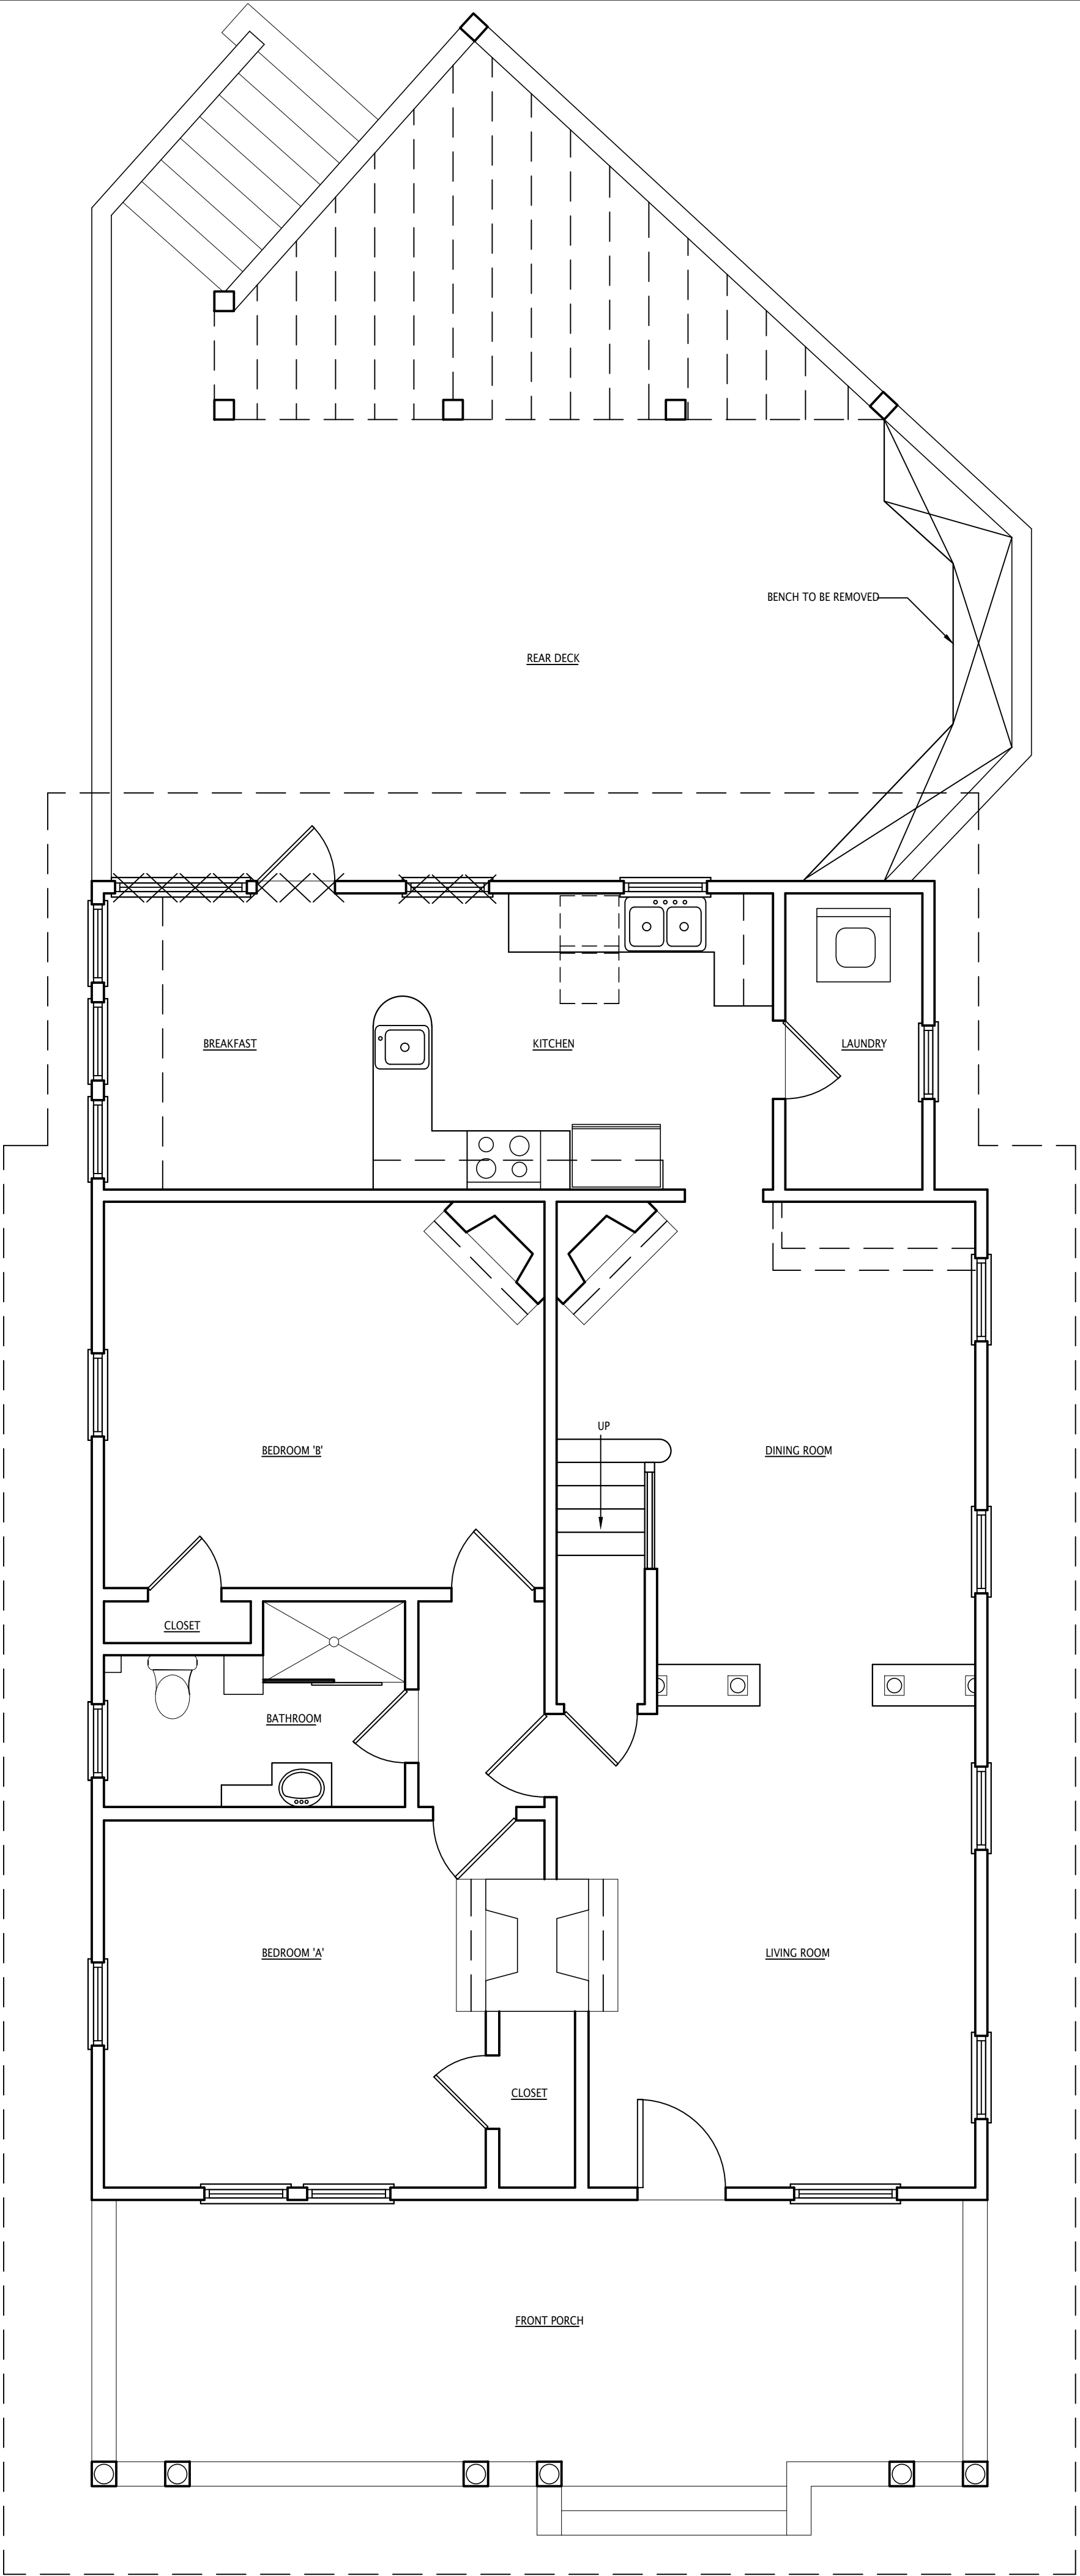 BENCH TO BE REMOVED
REAR DECK
BREAKFAST
KITCHEN
LAUNDRY
UP
BEDROOM 'B'
DINING ROOM
CLOSET
BATHROOM
BEDROOM 'A'
LIVING ROOM
CLOSET
FRONT PORCH